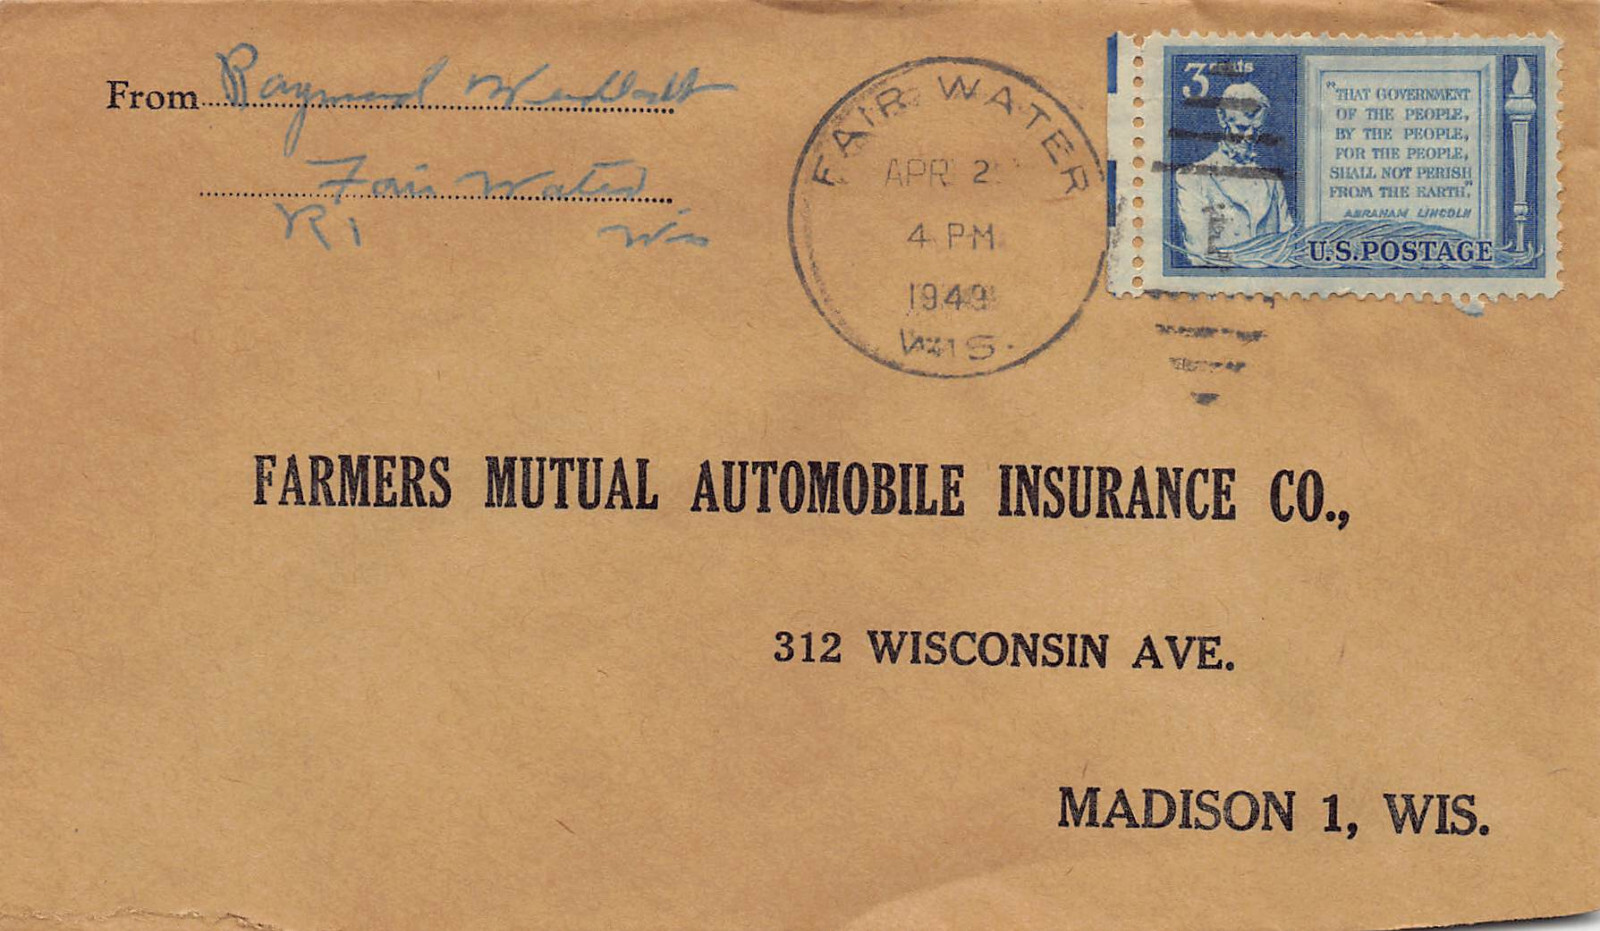 From Raymond
Fair Water
R1 Wis
FAIR WATER
APR 2
4 PM
1949
WIS.
3 cents
"THAT GOVERNMENT
OF THE PEOPLE,
BY THE PEOPLE,
FOR THE PEOPLE,
SHALL NOT PERISH
FROM THE EARTH."
ABRAHAM LINCOLN
U.S. POSTAGE
FARMERS MUTUAL AUTOMOBILE INSURANCE CO.,
312 WISCONSIN AVE.
MADISON 1, WIS.